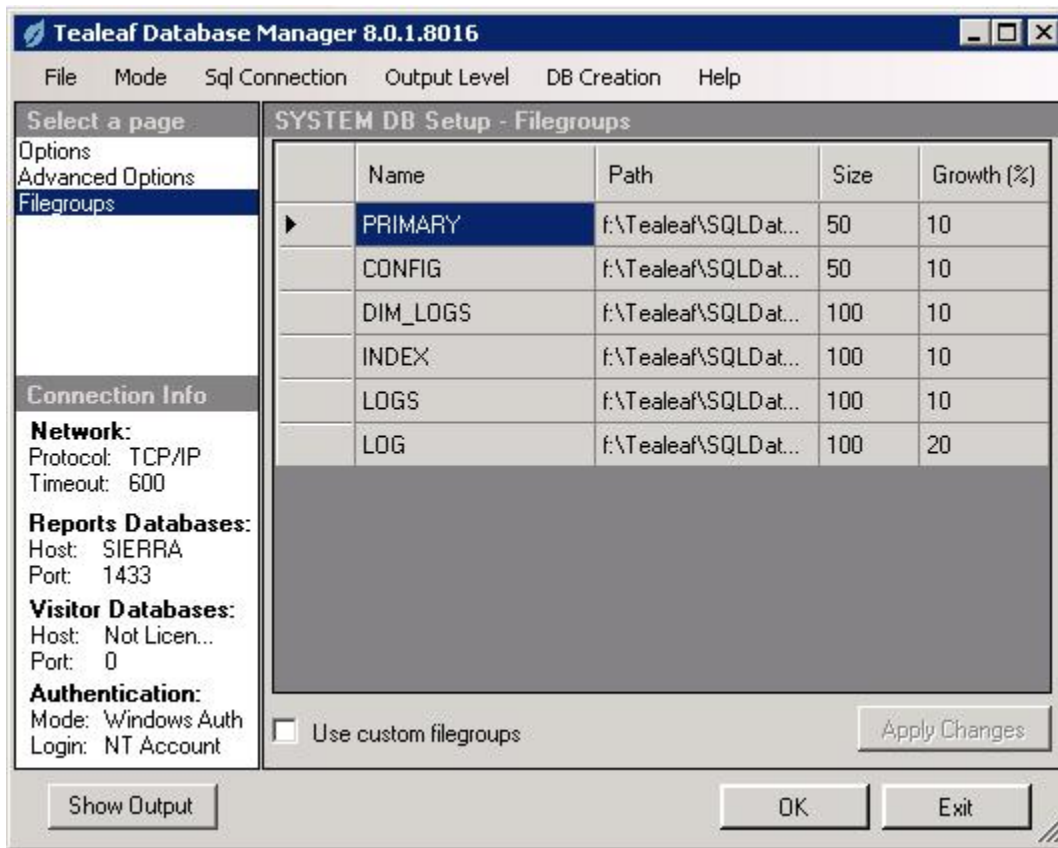 Tealeaf Database Manager 8.0.1.8016
File Mode Sql Connection Output Level DB Creation Help
Select a page
Options
Advanced Options
Filegroups
SYSTEM DB Setup - Filegroups
Name Path Size Growth (%)
PRIMARY f:\Tealeaf\SQLDat... 50 10
CONFIG f:\Tealeaf\SQLDat... 50 10
DIM_LOGS f:\Tealeaf\SQLDat... 100 10
INDEX f:\Tealeaf\SQLDat... 100 10
LOGS f:\Tealeaf\SQLDat... 100 10
LOG f:\Tealeaf\SQLDat... 100 20
Connection Info
Network:
Protocol: TCP/IP
Timeout: 600
Reports Databases:
Host: SIERRA
Port: 1433
Visitor Databases:
Host: Not Licen...
Port: 0
Authentication:
Mode: Windows Auth
Login: NT Account
Use custom filegroups
Apply Changes
Show Output
OK
Exit